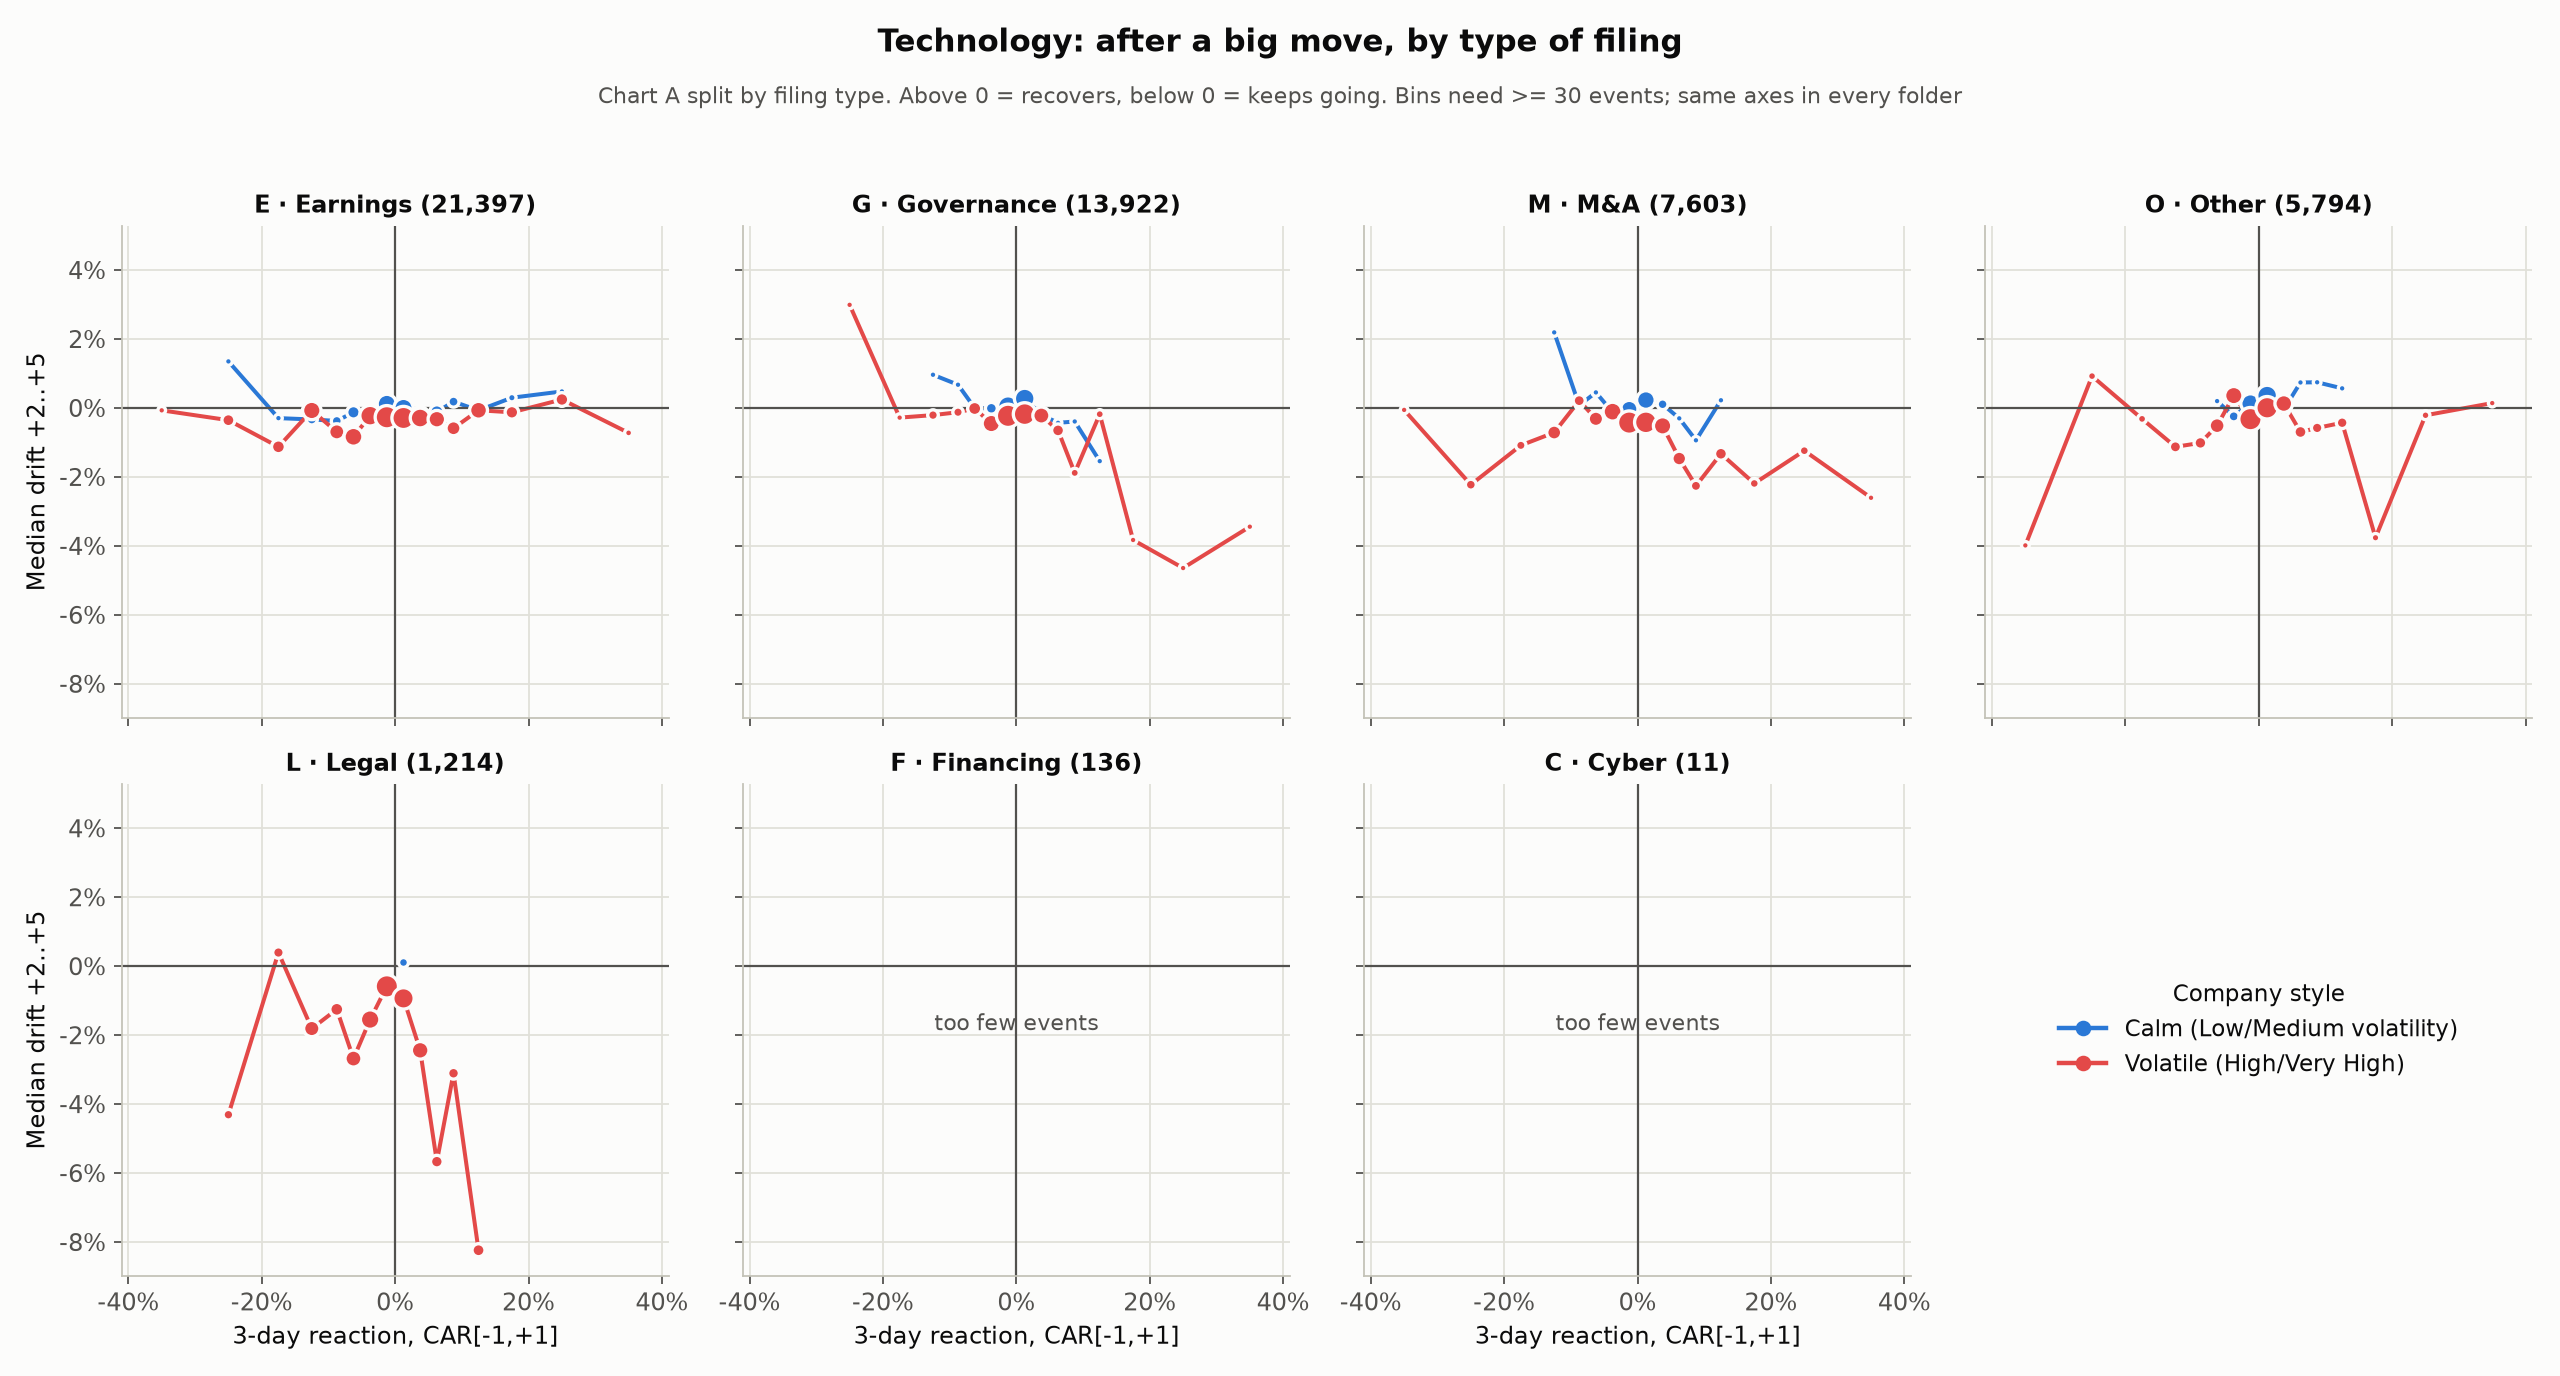 Technology: after a big move, by type of filing
Chart A split by filing type. Above 0 = recovers, below 0 = keeps going. Bins need >= 30 events; same axes in every folder
E · Earnings (21,397)
G · Governance (13,922)
M · M&A (7,603)
O · Other (5,794)
Median drift +2..+5
4%
2%
0%
-2%
-4%
-6%
-8%
L · Legal (1,214)
F · Financing (136)
C · Cyber (11)
Median drift +2..+5
4%
2%
0%
-2%
-4%
-6%
-8%
too few events
too few events
Company style
Calm (Low/Medium volatility)
Volatile (High/Very High)
-40% -20% 0% 20% 40%
-40% -20% 0% 20% 40%
-40% -20% 0% 20% 40%
3-day reaction, CAR[-1,+1]
3-day reaction, CAR[-1,+1]
3-day reaction, CAR[-1,+1]